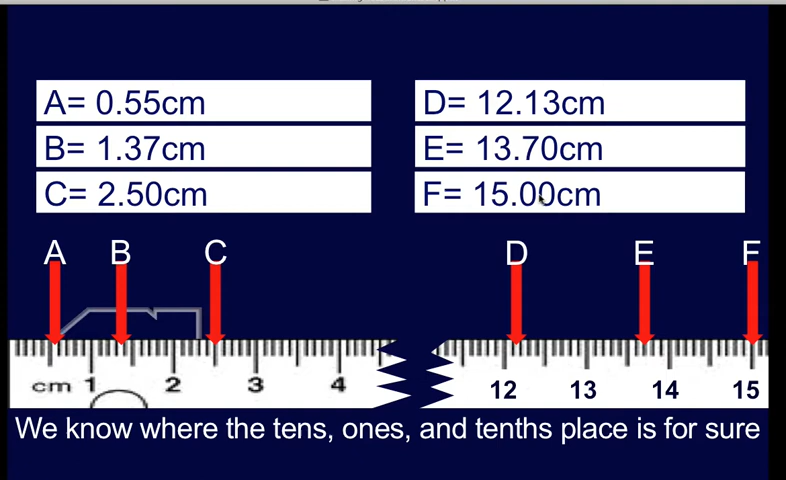 A= 0.55cm
B= 1.37cm
C= 2.50cm
D= 12.13cm
E= 13.70cm
F= 15.00cm
A B C D E F
cm 1 2 3 4 12 13 14 15
We know where the tens, ones, and tenths place is for sure